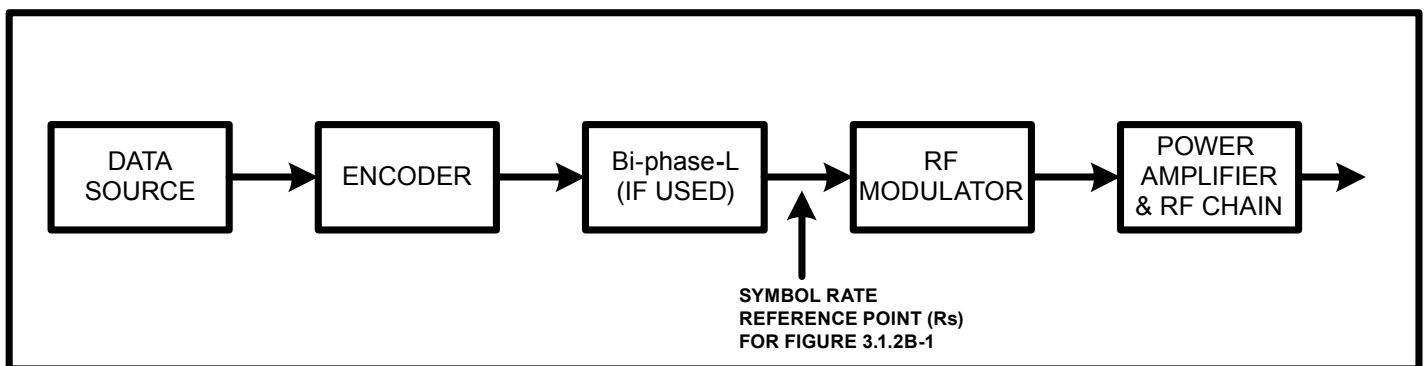 DATA
SOURCE
ENCODER
Bi-phase-L
(IF USED)
RF
MODULATOR
POWER
AMPLIFIER
& RF CHAIN
SYMBOL RATE
REFERENCE POINT (Rs)
FOR FIGURE 3.1.2B-1